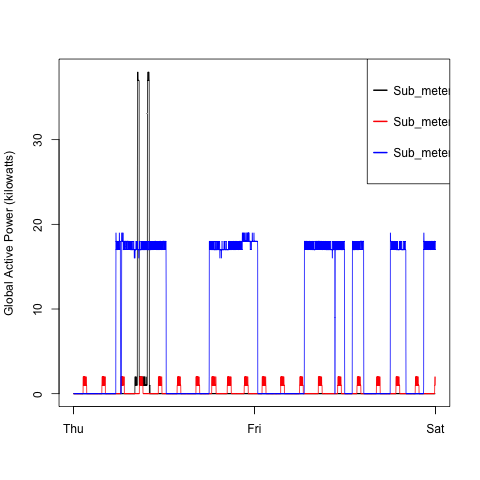 Global Active Power (kilowatts)
30
20
10
0
Sub_meter
Sub_meter
Sub_meter
Thu
Fri
Sat